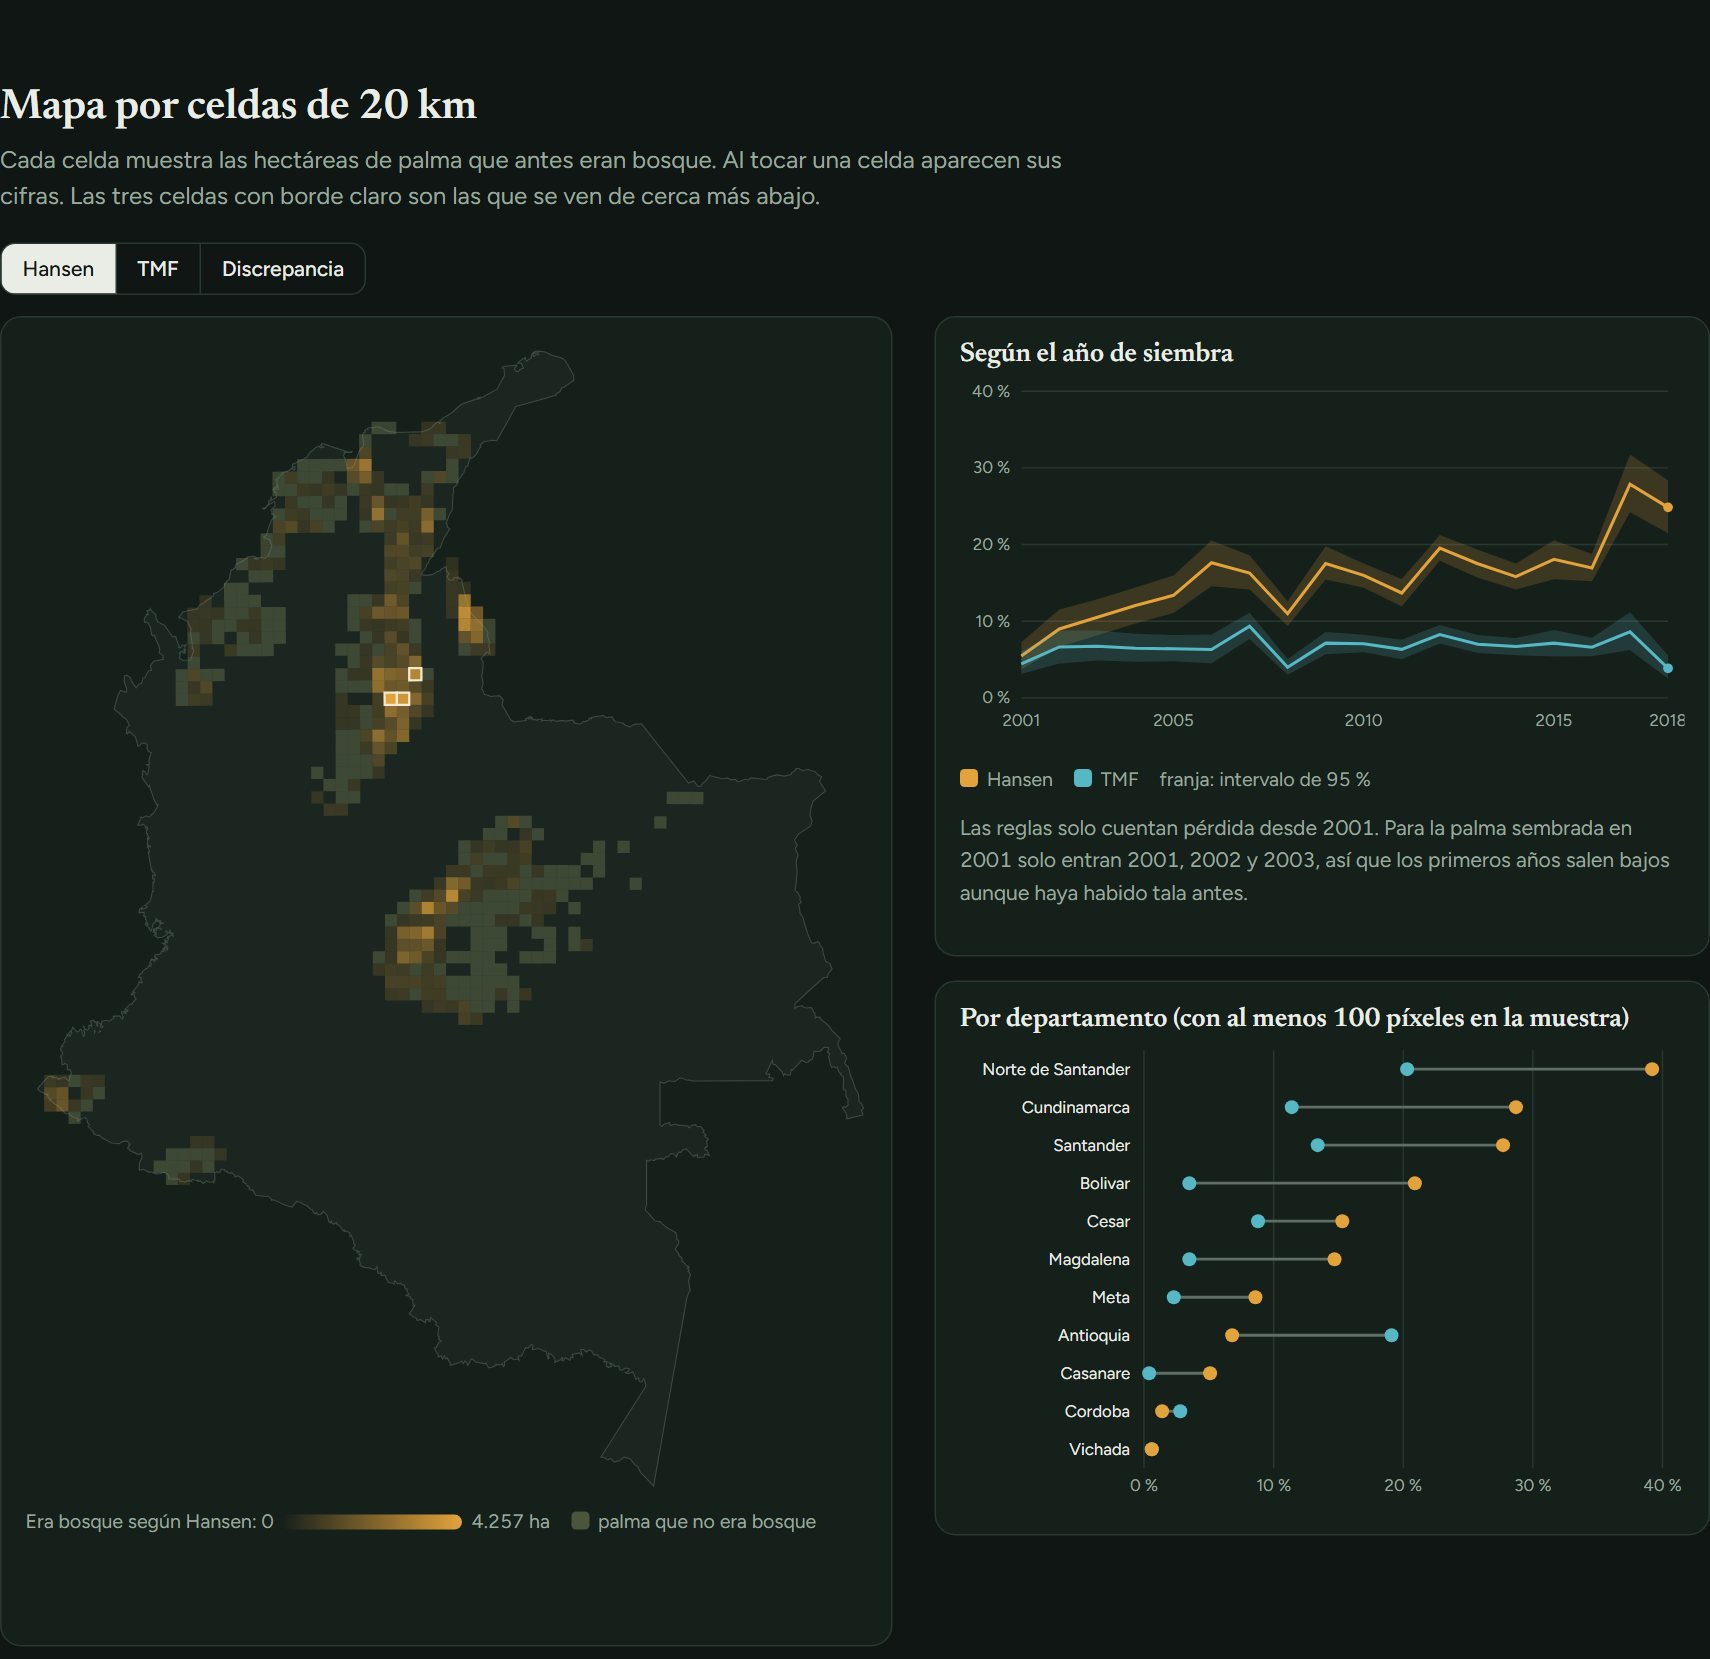 Mapa por celdas de 20 km
Cada celda muestra las hectáreas de palma que antes eran bosque. Al tocar una celda aparecen sus
cifras. Las tres celdas con borde claro son las que se ven de cerca más abajo.
Hansen TMF Discrepancia
Era bosque según Hansen: 0 4.257 ha palma que no era bosque
Según el año de siembra
40 %
30 %
20 %
10 %
0 %
2001 2005 2010 2015 2018
Hansen TMF franja: intervalo de 95 %
Las reglas solo cuentan pérdida desde 2001. Para la palma sembrada en
2001 solo entran 2001, 2002 y 2003, así que los primeros años salen bajos
aunque haya habido tala antes.
Por departamento (con al menos 100 píxeles en la muestra)
Norte de Santander
Cundinamarca
Santander
Bolivar
Cesar
Magdalena
Meta
Antioquia
Casanare
Cordoba
Vichada
0 % 10 % 20 % 30 % 40 %